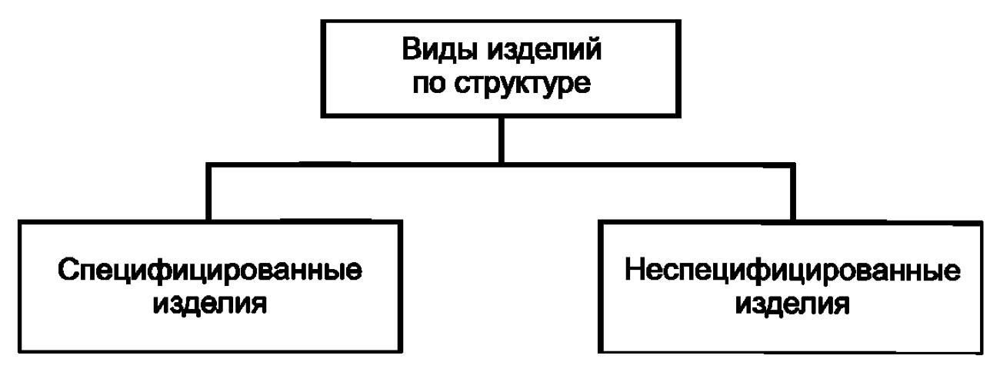 Виды изделий
по структуре
Специфицированные
изделия
Неспецифицированные
изделия